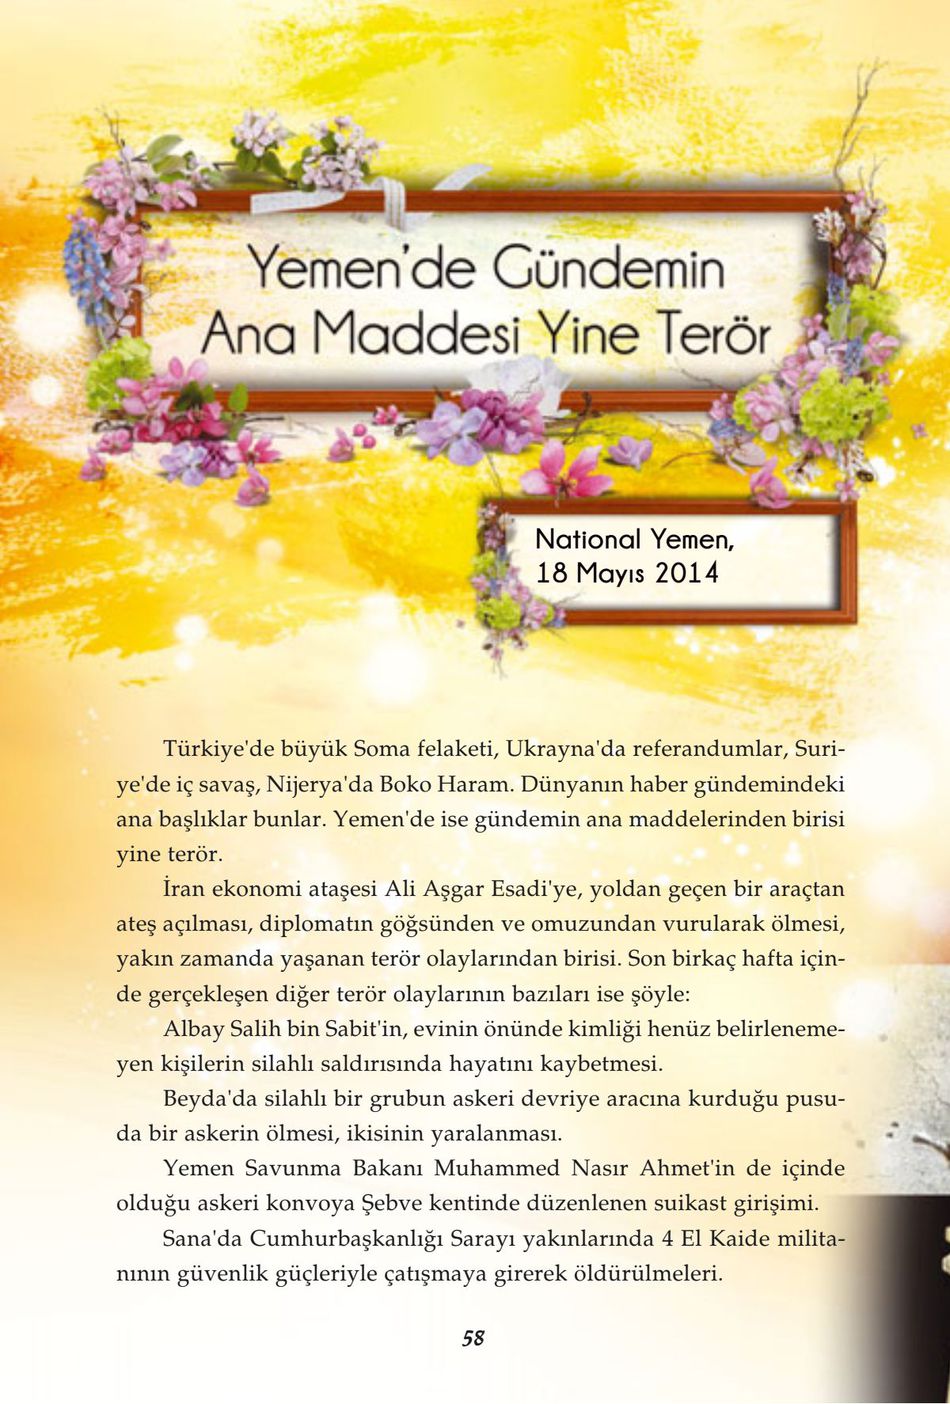 Yemen'de Gündemin
Ana Maddesi Yine Terör
National Yemen,
18 Mayıs 2014
Türkiye'de büyük Soma felaketi, Ukrayna'da referandumlar, Suri-
ye'de iç savaş, Nijerya'da Boko Haram. Dünyanın haber gündemindeki
ana başlıklar bunlar. Yemen'de ise gündemin ana maddelerinden birisi
yine terör.
İran ekonomi ataşesi Ali Aşgar Esadi'ye, yoldan geçen bir araçtan
ateş açılması, diplomatın göğsünden ve omuzundan vurularak ölmesi,
yakın zamanda yaşanan terör olaylarından birisi. Son birkaç hafta için-
de gerçekleşen diğer terör olaylarının bazıları ise şöyle:
Albay Salih bin Sabit'in, evinin önünde kimliği henüz belirleneme-
yen kişilerin silahlı saldırısında hayatını kaybetmesi.
Beyda'da silahlı bir grubun askeri devriye aracına kurduğu pusu-
da bir askerin ölmesi, ikisinin yaralanması.
Yemen Savunma Bakanı Muhammed Nasır Ahmet'in de içinde
olduğu askeri konvoya Şebve kentinde düzenlenen suikast girişimi.
Sana'da Cumhurbaşkanlığı Sarayı yakınlarında 4 El Kaide milita-
nının güvenlik güçleriyle çatışmaya girerek öldürülmeleri.
58